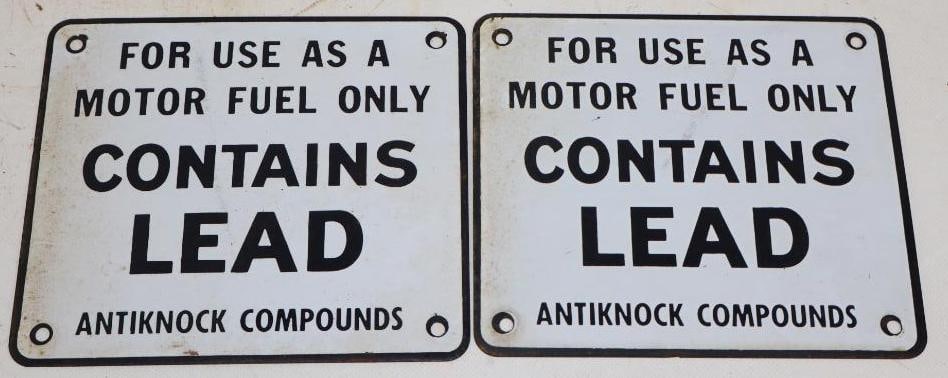 FOR USE AS A
MOTOR FUEL ONLY
CONTAINS
LEAD
ANTIKNOCK COMPOUNDS
FOR USE AS A
MOTOR FUEL ONLY
CONTAINS
LEAD
ANTIKNOCK COMPOUNDS